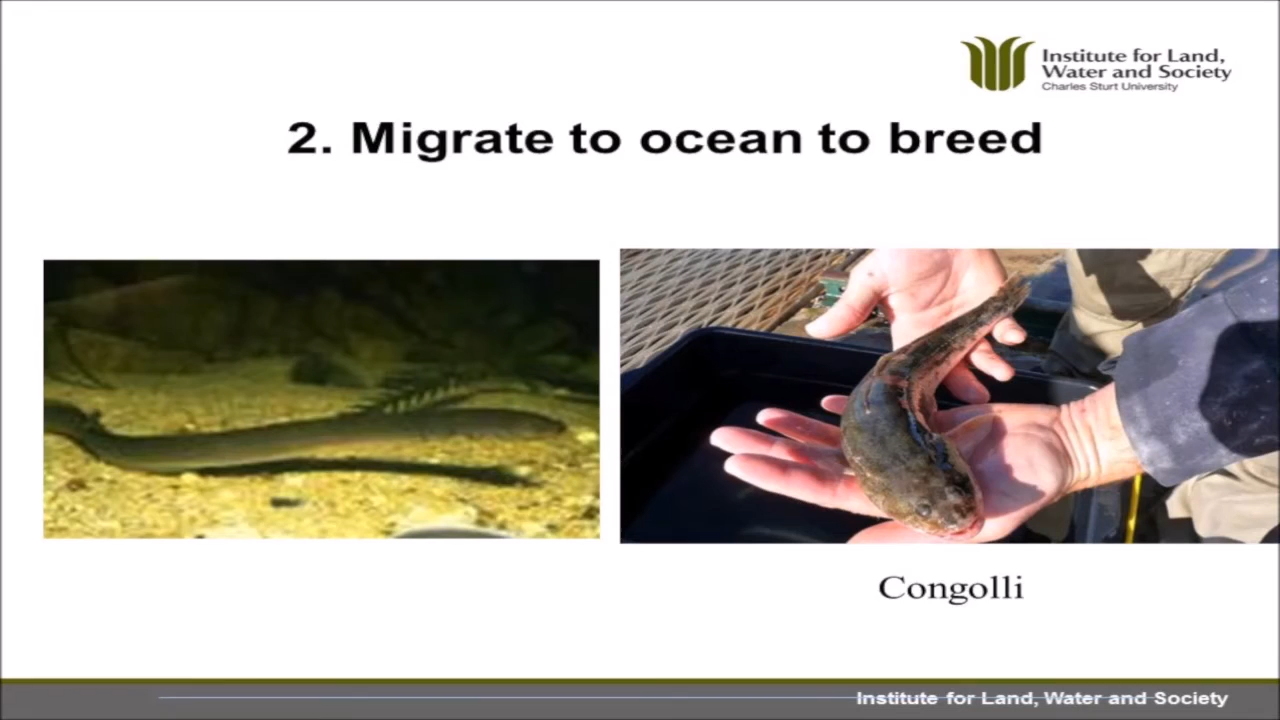 Institute for Land,
Water and Society
Charles Sturt University
2. Migrate to ocean to breed
Congolli
Institute for Land, Water and Society